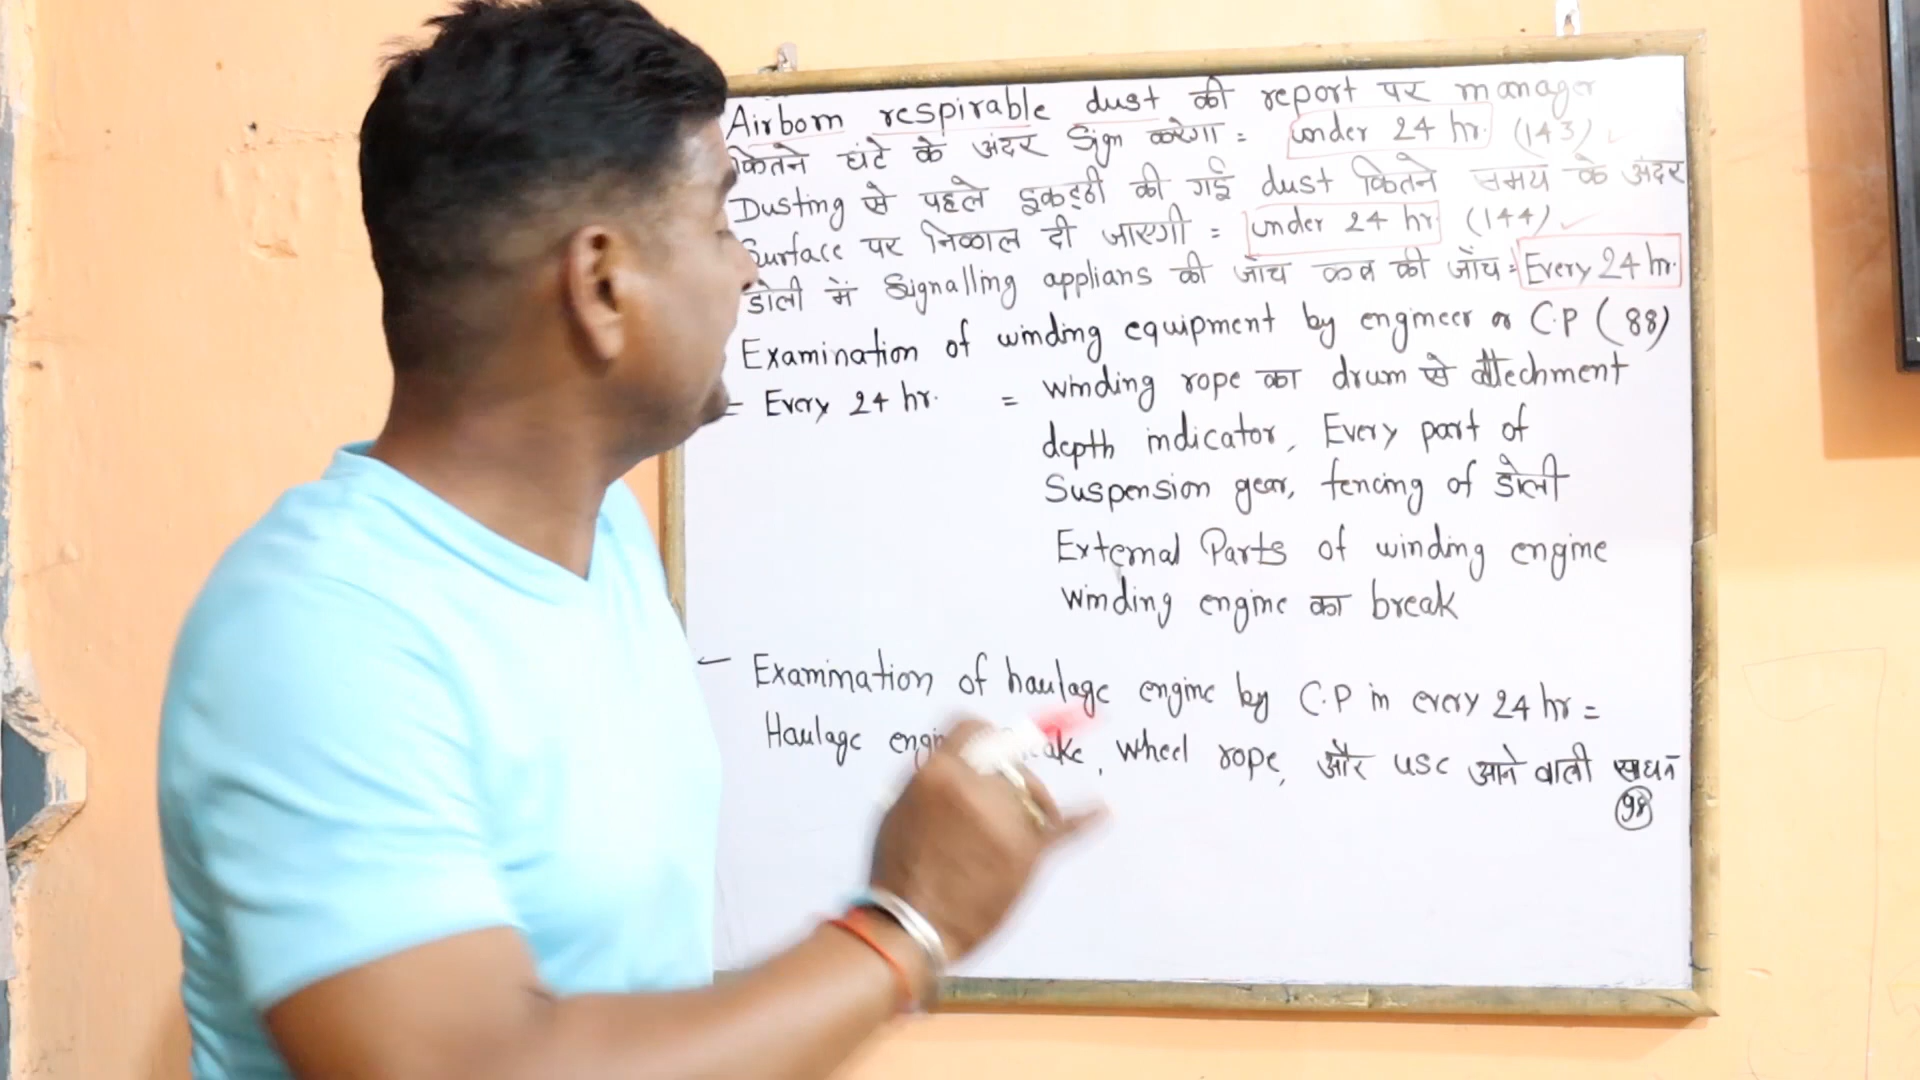 Airborn respirable dust की report पर manager
कितने घंटे के अंदर Sign करेगा = under 24 hr. (143)
Dusting से पहले इकट्ठी की गई dust कितने समय के अंदर
Surface पर निकाल दी जाएगी = under 24 hr (144)
डोली में Signalling applians की जाँच कब की जाँच = Every 24 hr.
Examination of winding equipment by engineer or C.P (88)
- Every 24 hr. = winding rope का drum से attechment
depth indicator, Every part of
Suspension gear, fencing of डोली
External Parts of winding engine
winding engine का break
- Examination of haulage engine by C.P in every 24 hr =
Haulage wheel rope, और use आने वाली साधन
98